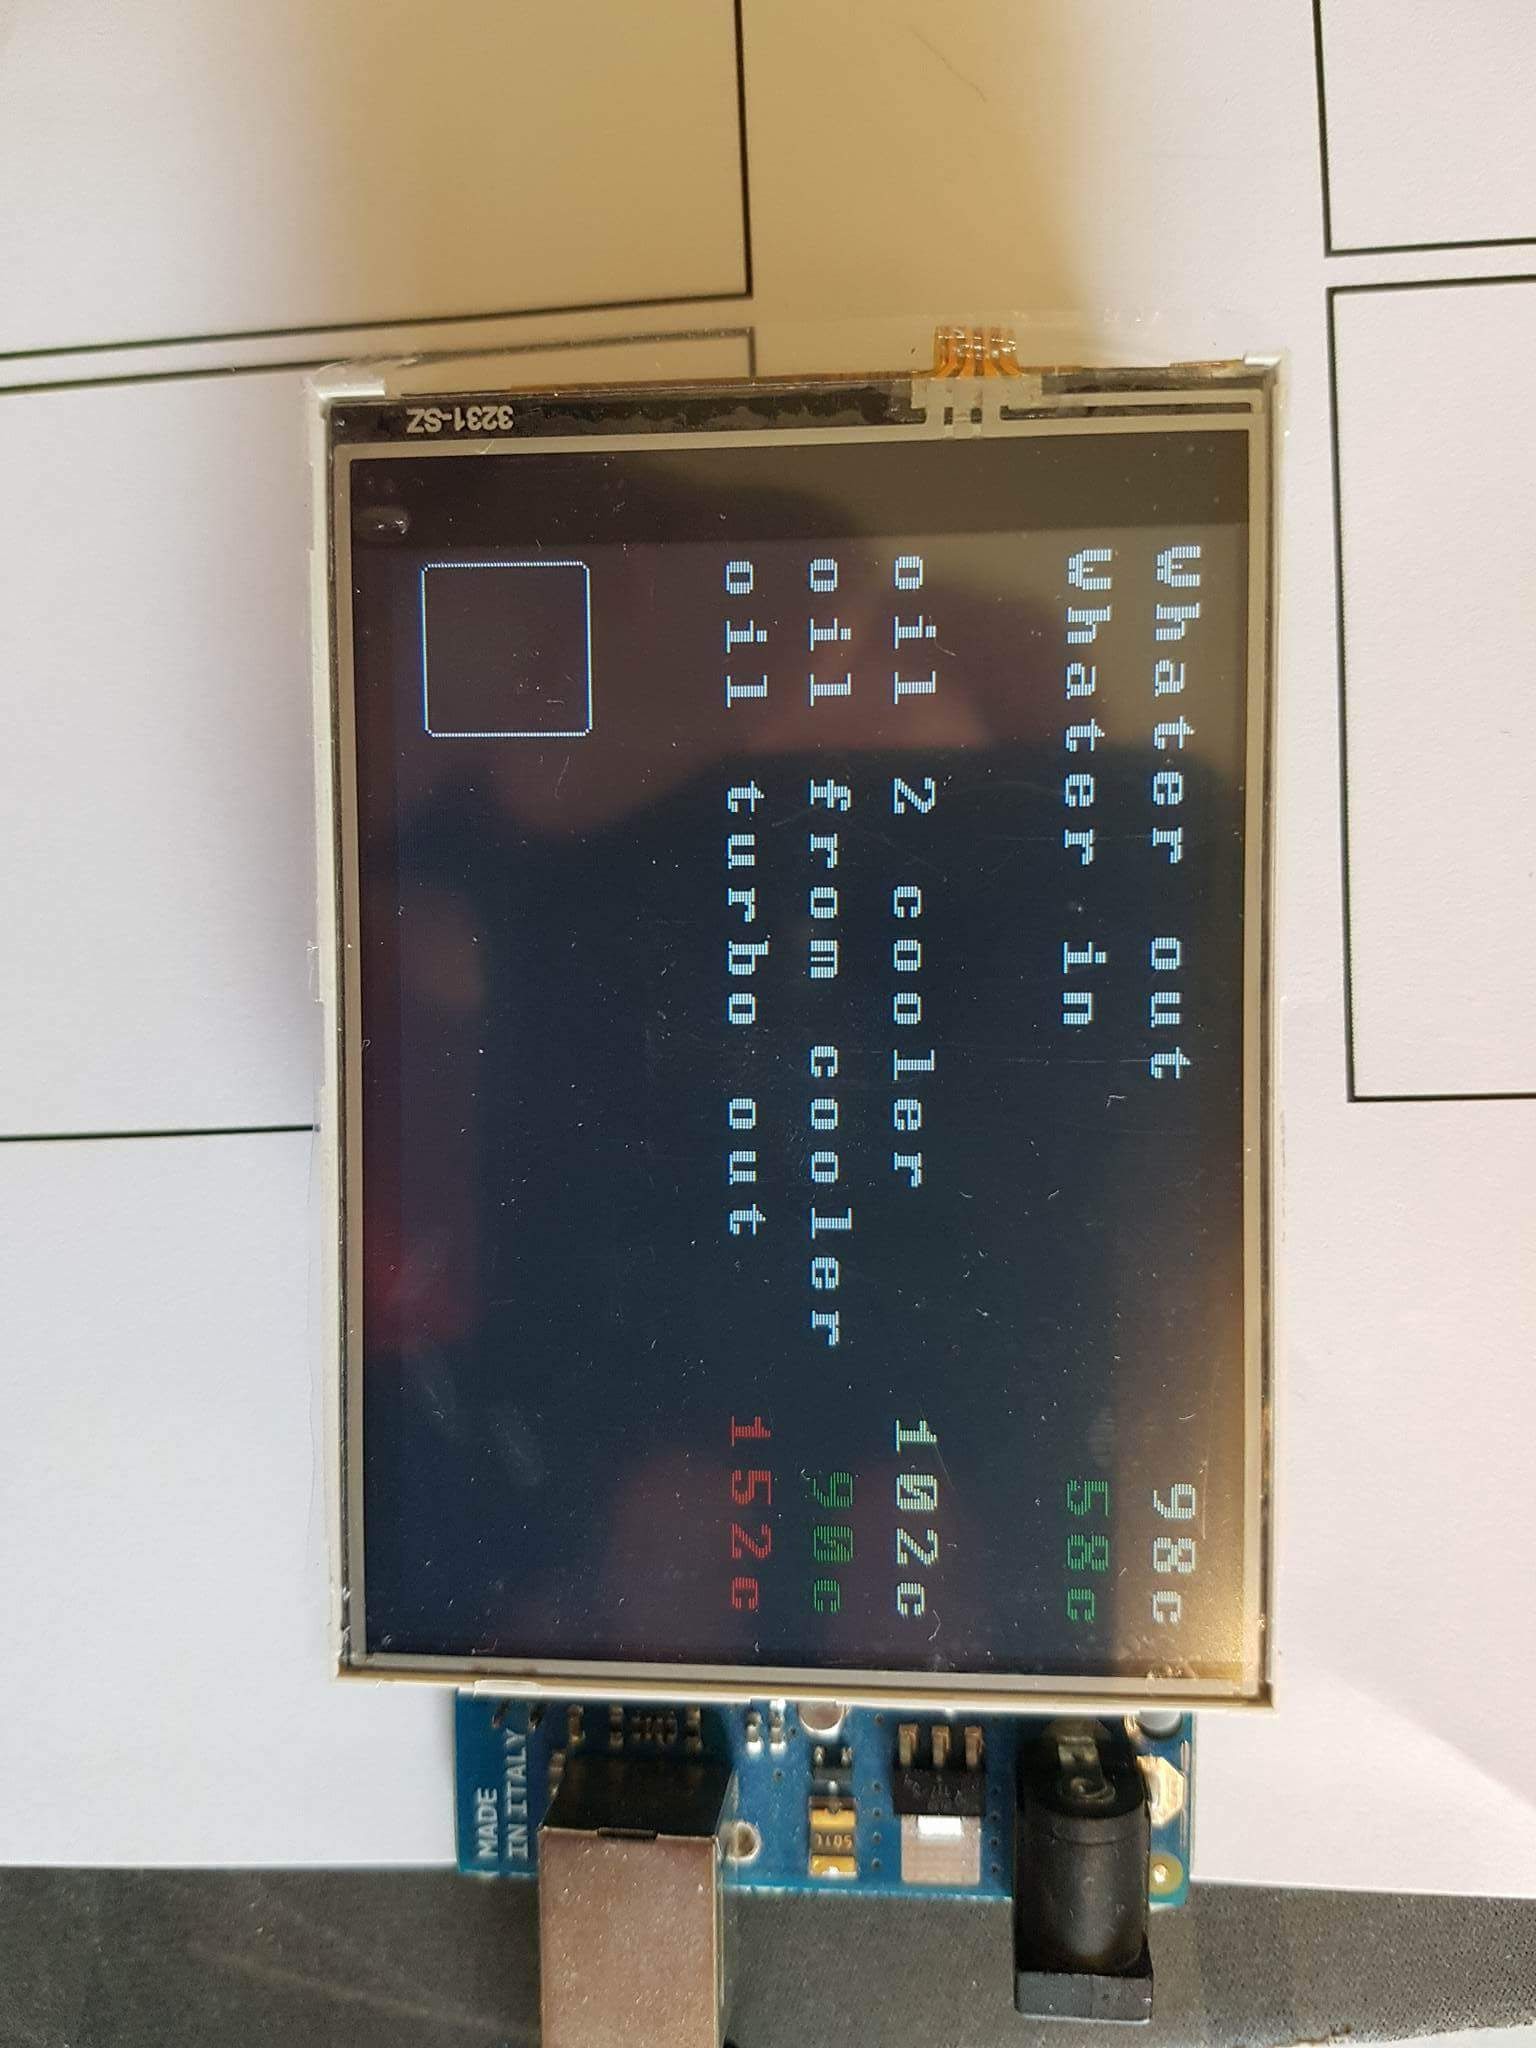 Whater out 98c
Whater in 58c
oil 2 cooler 102c
oil from cooler 90c
oil turbo out 152c
3231-SZ
MADE
IN ITALY